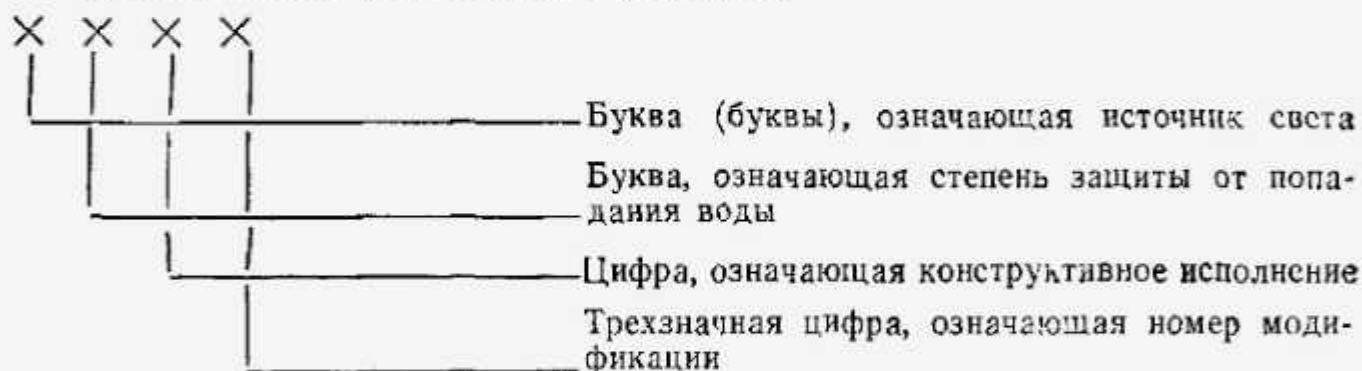 X X X X
Буква (буквы), означающая источник света
Буква, означающая степень защиты от попа-
дания воды
Цифра, означающая конструктивное исполнение
Трехзначная цифра, означающая номер моди-
фикации